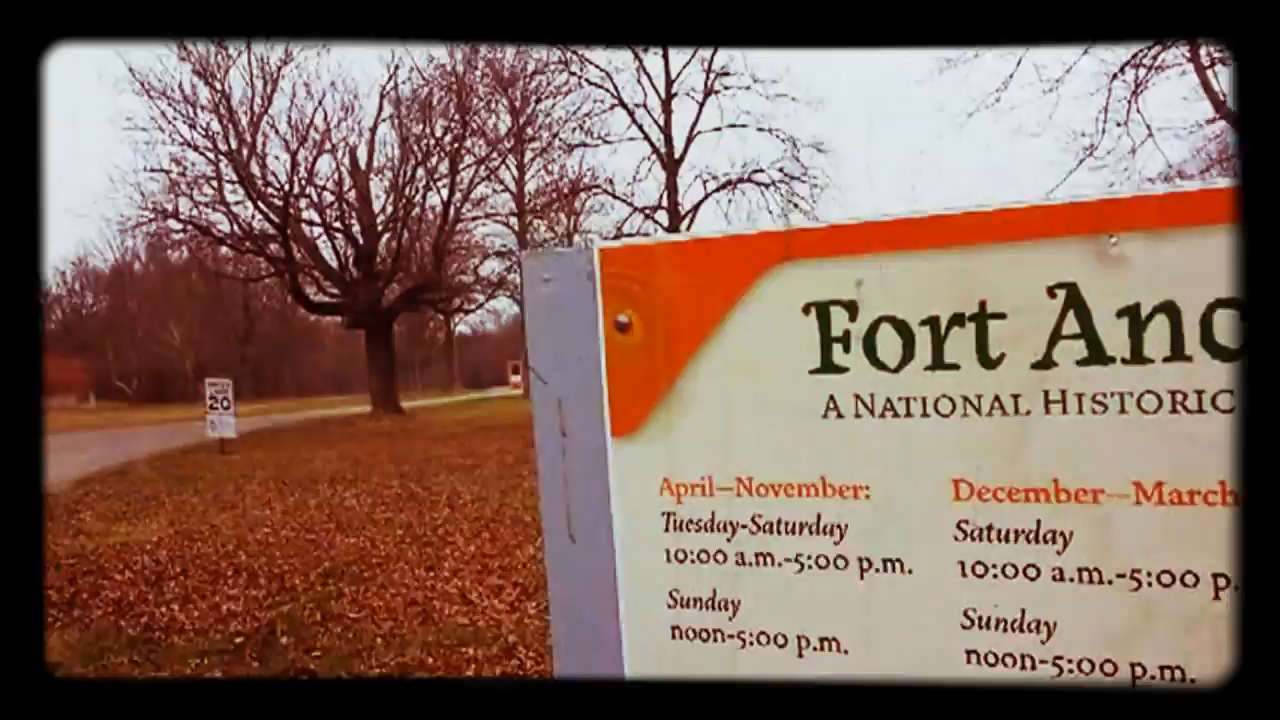 Fort Anc
A NATIONAL HISTORIC
April–November:
Tuesday-Saturday
10:00 a.m.-5:00 p.m.
Sunday
noon-5:00 p.m.
December–March
Saturday
10:00 a.m.-5:00 p.
Sunday
noon-5:00 p.m.
20